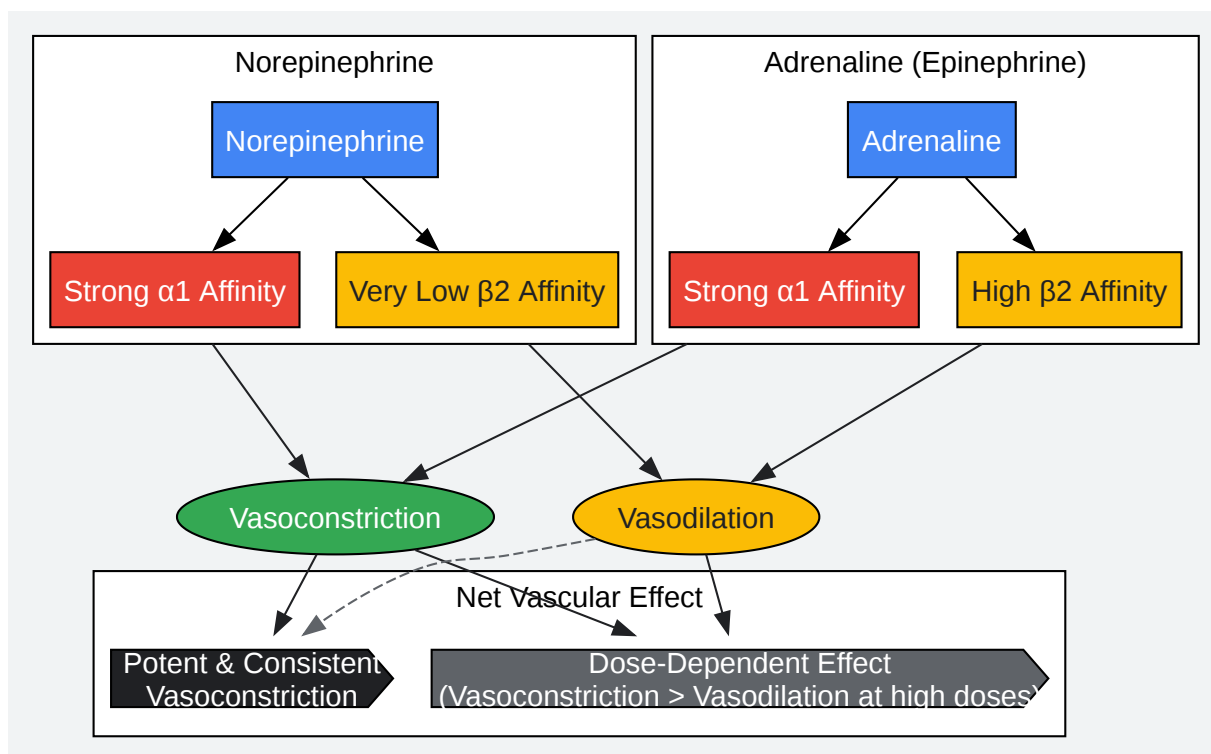 Norepinephrine
Adrenaline (Epinephrine)
Norepinephrine
Adrenaline
Strong α1 Affinity
Very Low β2 Affinity
Strong α1 Affinity
High β2 Affinity
Vasoconstriction
Vasodilation
Net Vascular Effect
Potent & Consistent
Vasoconstriction
Dose-Dependent Effect
(Vasoconstriction > Vasodilation at high doses)